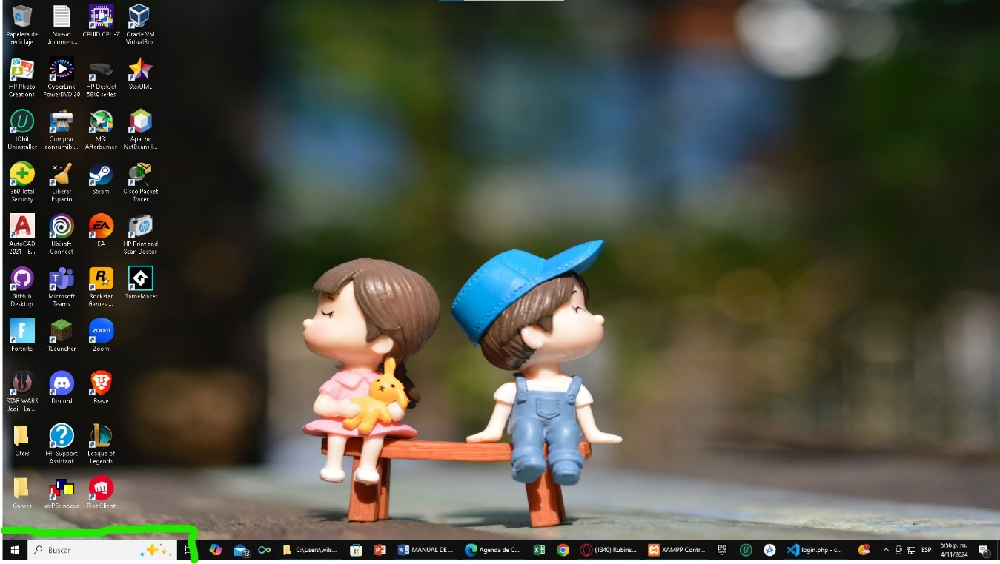 Papelera de
reciclaje
Nuevo
documen...
CPUID CPU-Z
Oracle VM
VirtualBox
HP Photo
Creations
CyberLink
PowerDVD 20
HP DeskJet
5810 series
StarUML
IObit
Uninstaller
Comprar
consumibl...
MSI
Afterburner
Apache
NetBeans I...
360 Total
Security
Liberar
Espacio
Steam
Cisco Packet
Tracer
AutoCAD
2021 - E...
Ubisoft
Connect
EA
HP Print and
Scan Doctor
GitHub
Desktop
Microsoft
Teams
Rockstar
Games ...
GameMaker
Fortnite
TLauncher
zoom
Zoom
STAR WARS
Jedi - La ...
Discord
Brave
Oters
HP Support
Assistant
League of
Legends
Games
wxPSeInt.exe
Riot Client
Buscar
13
C:\Users\wils...
MANUAL DE ...
Agenda de C...
(1340) Rubins...
XAMPP Contr...
EPIC
login.php - c...
ESP
5:56 p. m.
4/11/2024
1